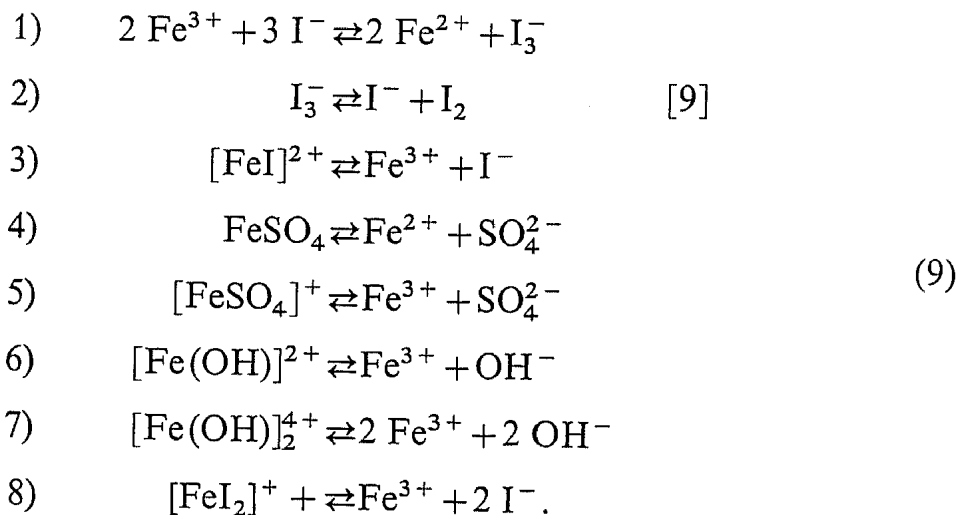 1) 2 Fe³⁺ + 3 I⁻ ⇄ 2 Fe²⁺ + I₃⁻
2) I₃⁻ ⇄ I⁻ + I₂ [9]
3) [FeI]²⁺ ⇄ Fe³⁺ + I⁻
4) FeSO₄ ⇄ Fe²⁺ + SO₄²⁻
(9)
5) [FeSO₄]⁺ ⇄ Fe³⁺ + SO₄²⁻
6) [Fe(OH)]²⁺ ⇄ Fe³⁺ + OH⁻
7) [Fe(OH)]₂⁴⁺ ⇄ 2 Fe³⁺ + 2 OH⁻
8) [FeI₂]⁺ + ⇄ Fe³⁺ + 2 I⁻.